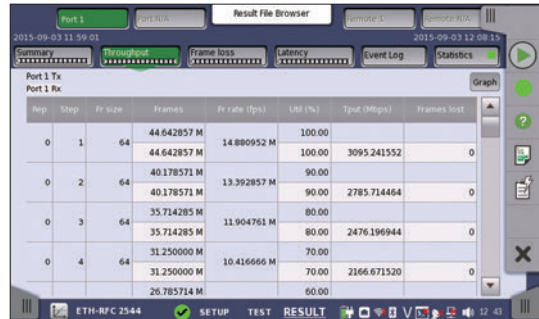 Port 1
Port N/A
Result File Browser
Remote 1
Remote N/A
2015-09-03 11 59 01
2015-09-03 12 08:15
Summary
Throughput
Frame loss
Latency
Event Log
Statistics
Port 1 Tx
Port 1 Rx
Graph
Rep Step Fr size Frames Fr rate (fps) Util (%) Tput (Mbps) Frames lost
44.642857 M 100.00
0 1 64 14.880952 M
44.642857 M 100.00 3095.241552 0
40.178571 M 90.00
0 2 64 13.392857 M
40.178571 M 90.00 2785.714464 0
35.714285 M 80.00
0 3 64 11.904761 M
35.714285 M 80.00 2476.196944 0
31.250000 M 70.00
0 4 64 10.416666 M
31.250000 M 70.00 2166.671520 0
26.785714 M 60.00
ETH-RFC 2544 SETUP TEST RESULT 12 43